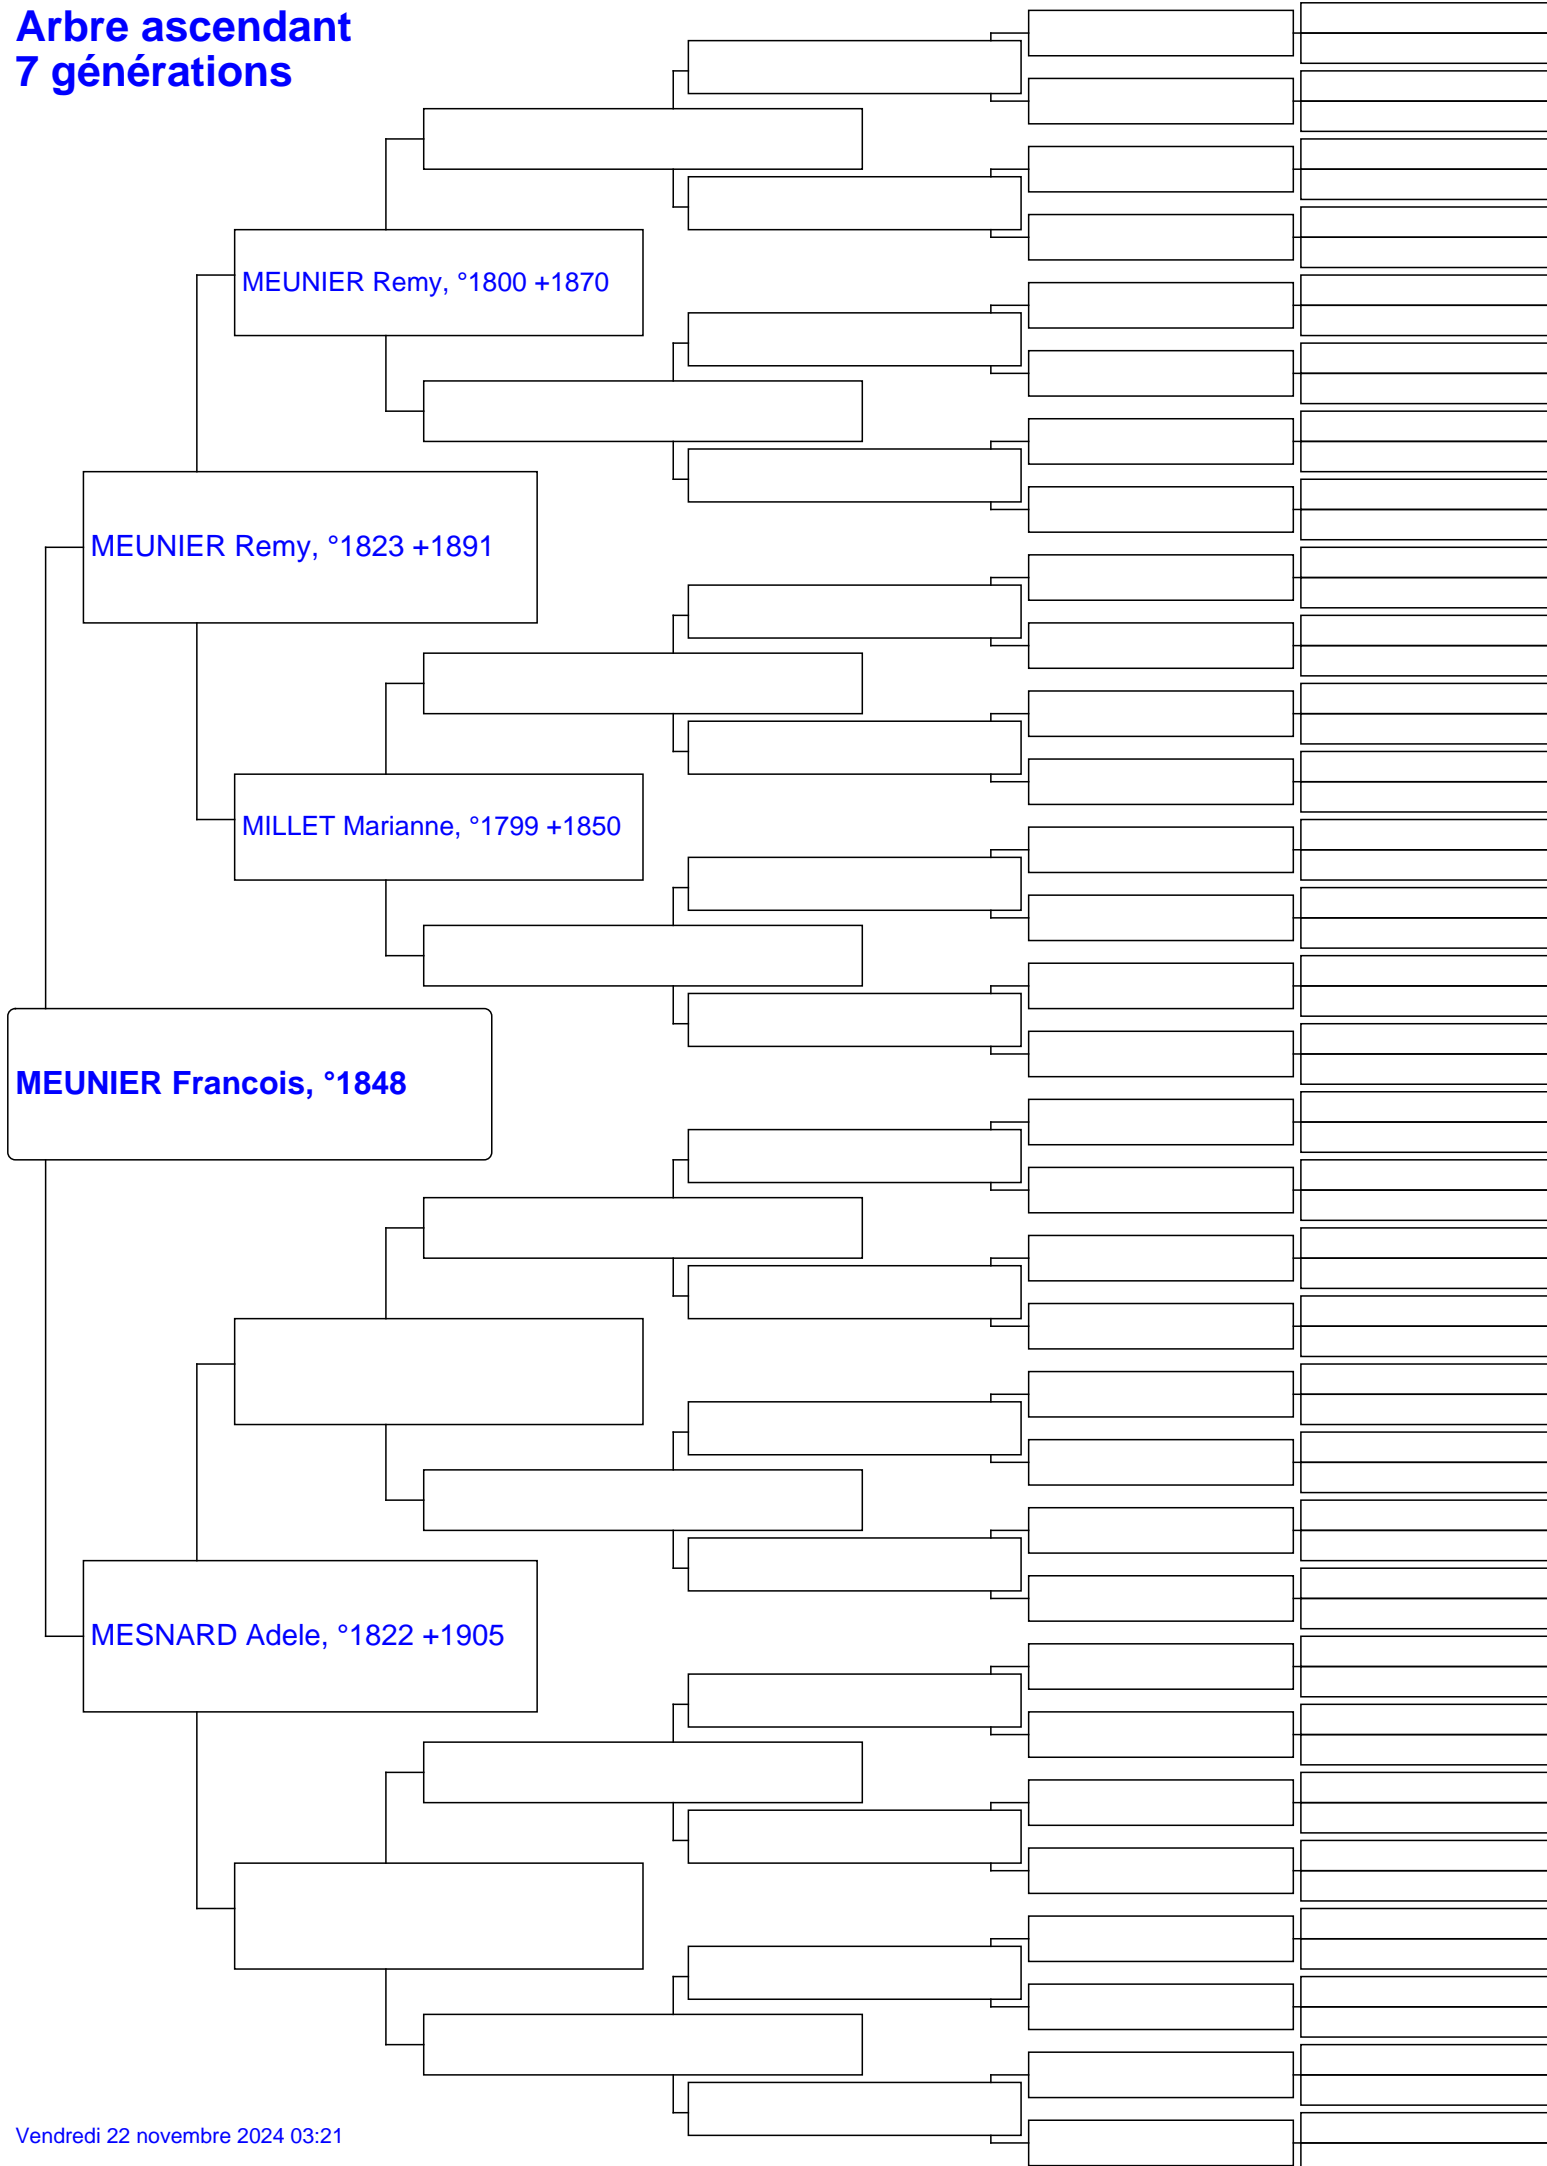 Arbre ascendant
7 générations
MEUNIER Remy, °1800 +1870
MEUNIER Remy, °1823 +1891
MILLET Marianne, °1799 +1850
MEUNIER Francois, °1848
MESNARD Adele, °1822 +1905
Vendredi 22 novembre 2024 03:21